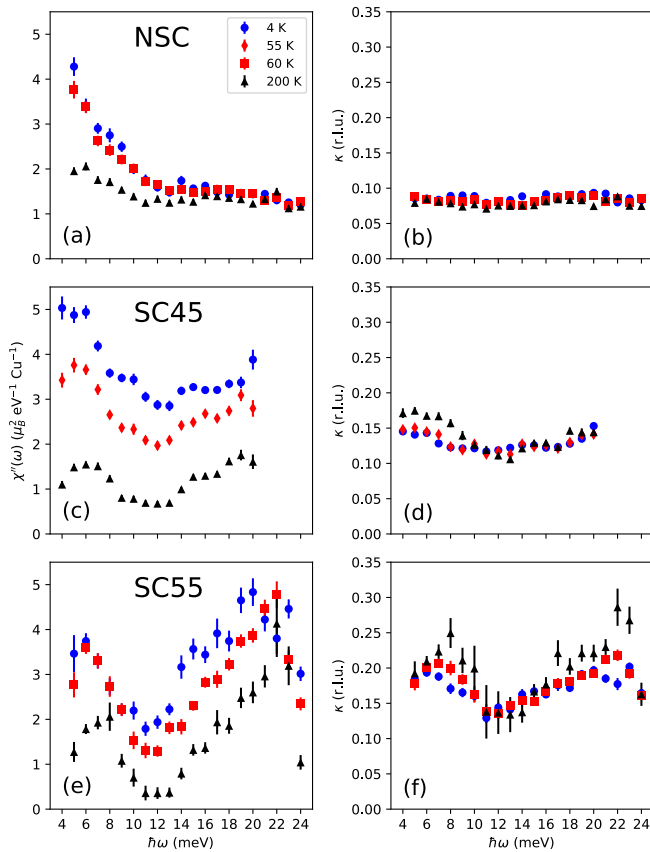 NSC
4 K
55 K
60 K
200 K
5
4
3
2
1
0
(a)
0.35
0.30
0.25
0.20
0.15
0.10
0.05
0.00
κ (r.l.u.)
(b)
SC45
5
4
3
2
1
0
χ′′(ω) (μ_B^2 eV^−1 Cu^−1)
(c)
0.35
0.30
0.25
0.20
0.15
0.10
0.05
0.00
κ (r.l.u.)
(d)
SC55
5
4
3
2
1
0
(e)
4 6 8 10 12 14 16 18 20 22 24
ℏω (meV)
0.35
0.30
0.25
0.20
0.15
0.10
0.05
0.00
κ (r.l.u.)
(f)
4 6 8 10 12 14 16 18 20 22 24
ℏω (meV)